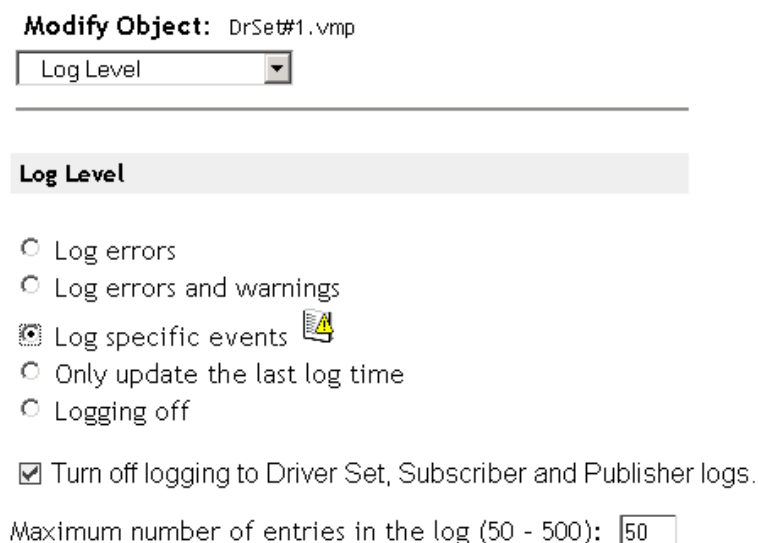 Modify Object: DrSet#1.vmp
Log Level
Log Level
Log errors
Log errors and warnings
Log specific events
Only update the last log time
Logging off
Turn off logging to Driver Set, Subscriber and Publisher logs.
Maximum number of entries in the log (50 - 500): 50